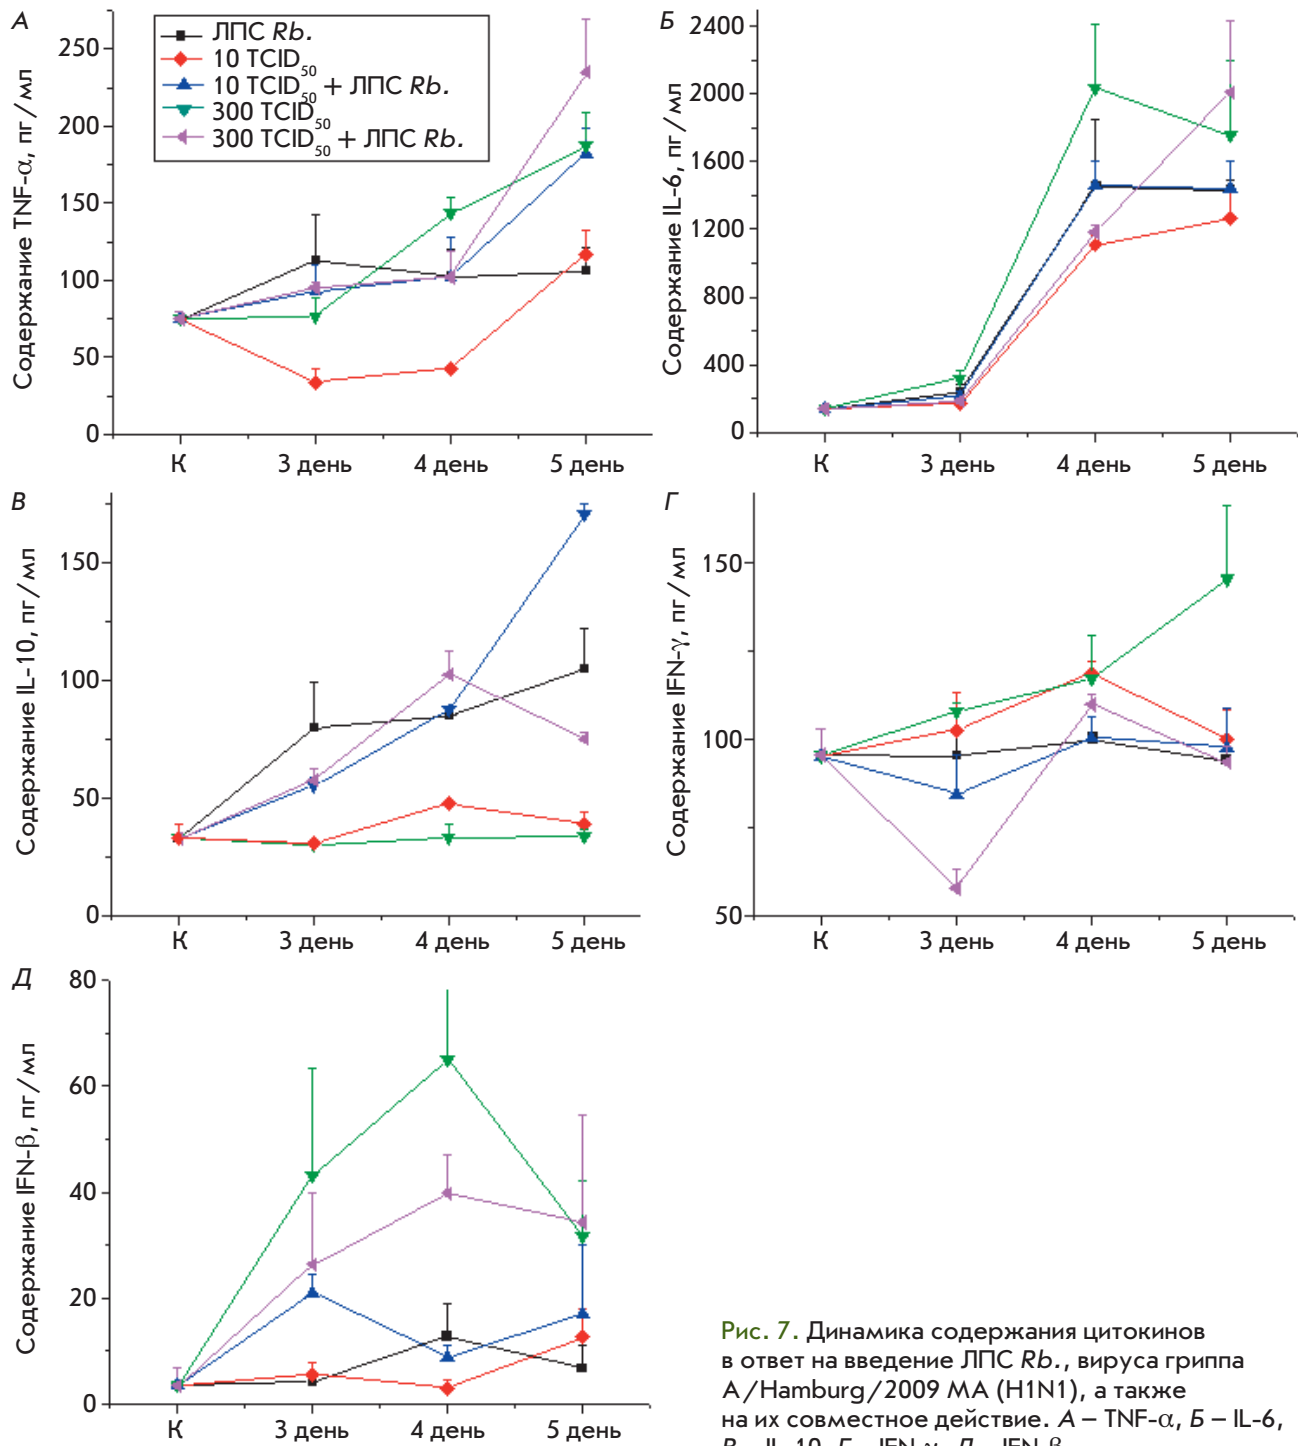 А
Содержание TNF-α, пг/мл
250
200
150
100
50
0
К
3 день
4 день
5 день
ЛПС Rb.
10 TCID50
10 TCID50 + ЛПС Rb.
300 TCID50
300 TCID50 + ЛПС Rb.
Б
Содержание IL-6, пг/мл
2400
2000
1600
1200
800
400
0
К
3 день
4 день
5 день
В
Содержание IL-10, пг/мл
150
100
50
0
К
3 день
4 день
5 день
Г
Содержание IFN-γ, пг/мл
150
100
50
К
3 день
4 день
5 день
Д
Содержание IFN-β, пг/мл
80
60
40
20
0
К
3 день
4 день
5 день
Рис. 7. Динамика содержания цитокинов
в ответ на введение ЛПС Rb., вируса гриппа
A/Hamburg/2009 MA (H1N1), а также
на их совместное действие. А – TNF-α, Б – IL-6,
В – IL-10, Г – IFN-γ, Д – IFN-β